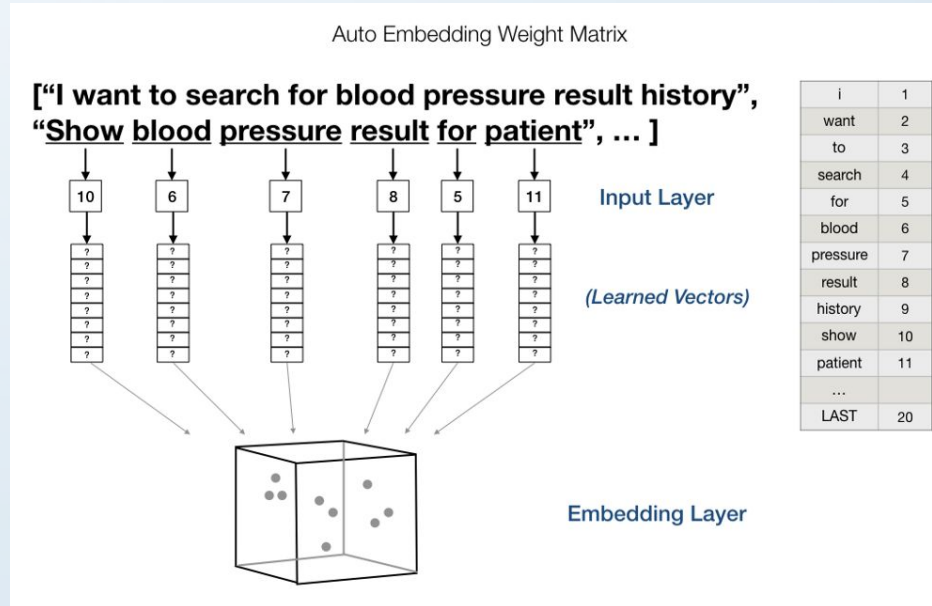 Auto Embedding Weight Matrix
[“I want to search for blood pressure result history”,
“Show blood pressure result for patient”, ... ]
10 6 7 8 5 11
Input Layer
? ? ? ? ? ?
? ? ? ? ? ?
? ? ? ? ? ?
? ? ? ? ? ?
? ? ? ? ? ?
? ? ? ? ? ?
? ? ? ? ? ?
? ? ? ? ? ?
(Learned Vectors)
Embedding Layer
i 1
want 2
to 3
search 4
for 5
blood 6
pressure 7
result 8
history 9
show 10
patient 11
...
LAST 20